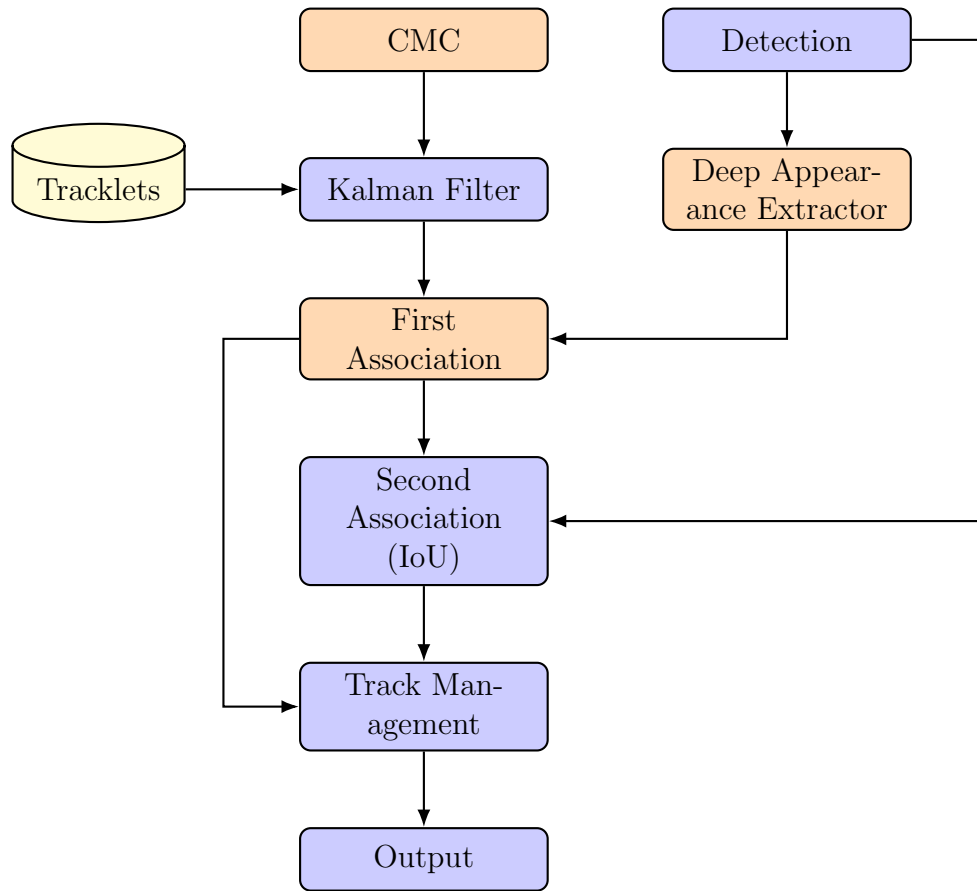 CMC
Detection
Tracklets
Kalman Filter
Deep Appear-
ance Extractor
First
Association
Second
Association
(IoU)
Track Man-
agement
Output